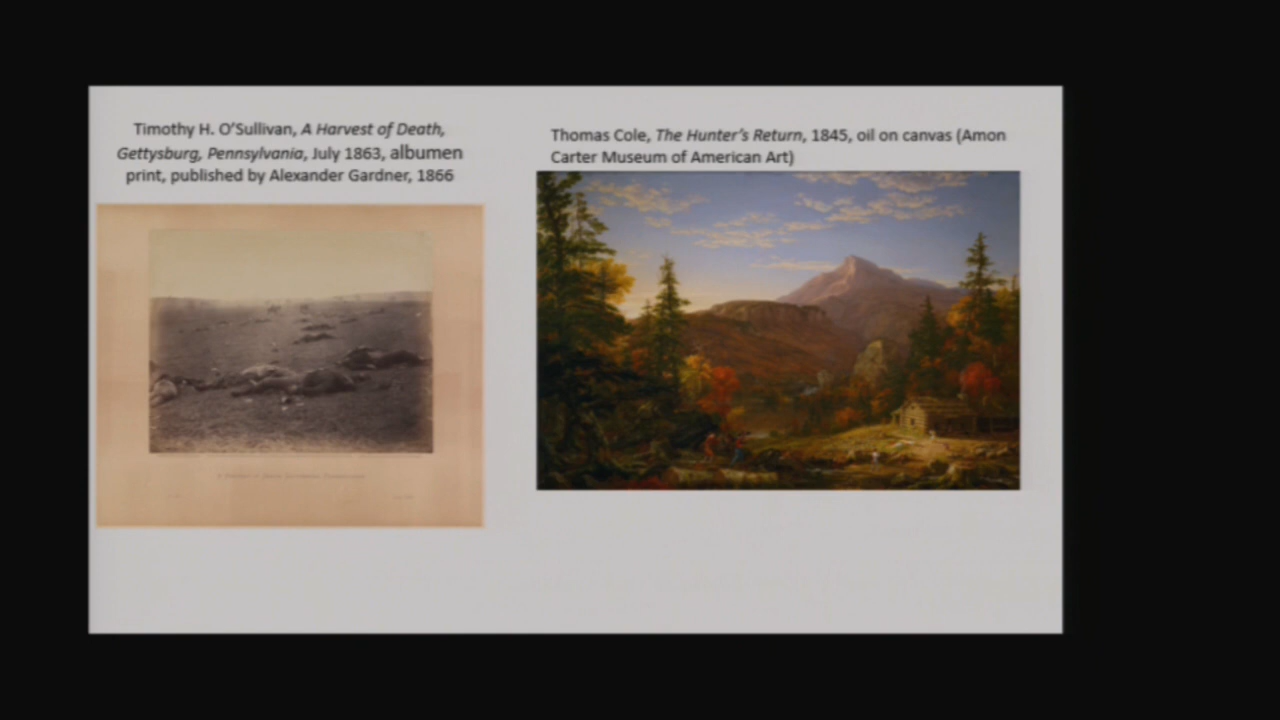 Timothy H. O'Sullivan, A Harvest of Death,
Gettysburg, Pennsylvania, July 1863, albumen
print, published by Alexander Gardner, 1866
Thomas Cole, The Hunter's Return, 1845, oil on canvas (Amon
Carter Museum of American Art)